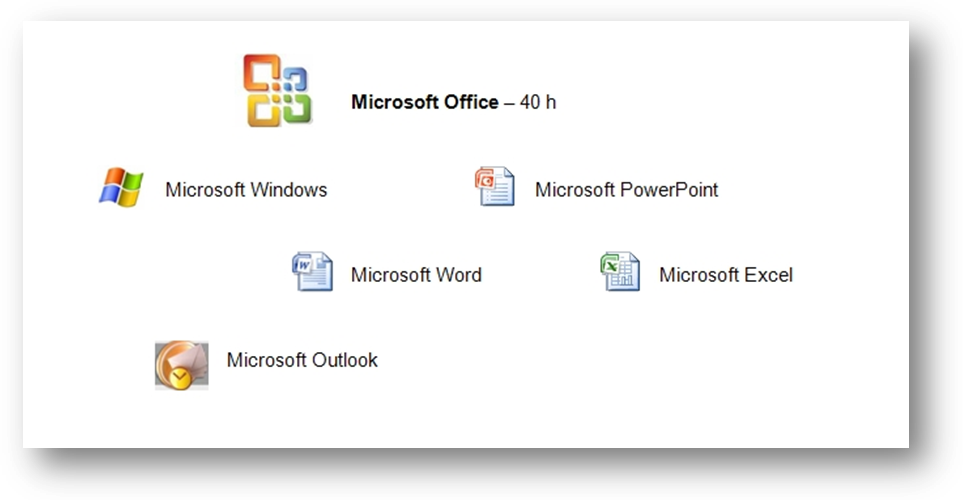 Microsoft Office – 40 h
Microsoft Windows
Microsoft PowerPoint
Microsoft Word
Microsoft Excel
Microsoft Outlook